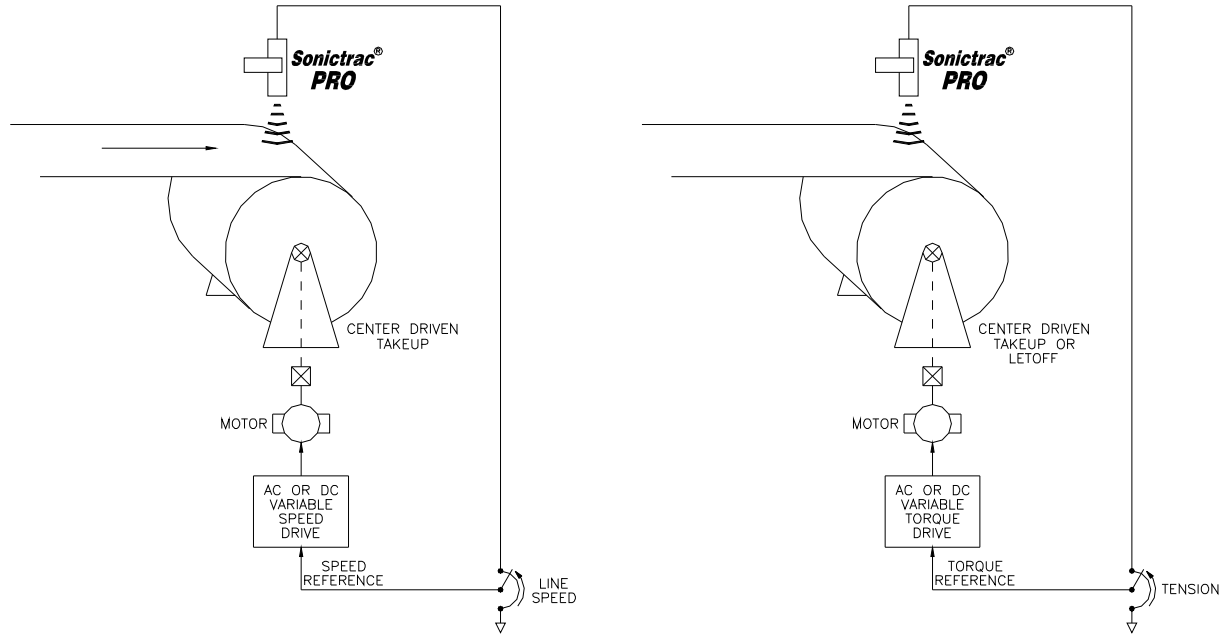 Sonictrac®
PRO
CENTER DRIVEN
TAKEUP
MOTOR
AC OR DC
VARIABLE
SPEED
DRIVE
SPEED
REFERENCE
LINE
SPEED
Sonictrac®
PRO
CENTER DRIVEN
TAKEUP OR
LETOFF
MOTOR
AC OR DC
VARIABLE
TORQUE
DRIVE
TORQUE
REFERENCE
TENSION